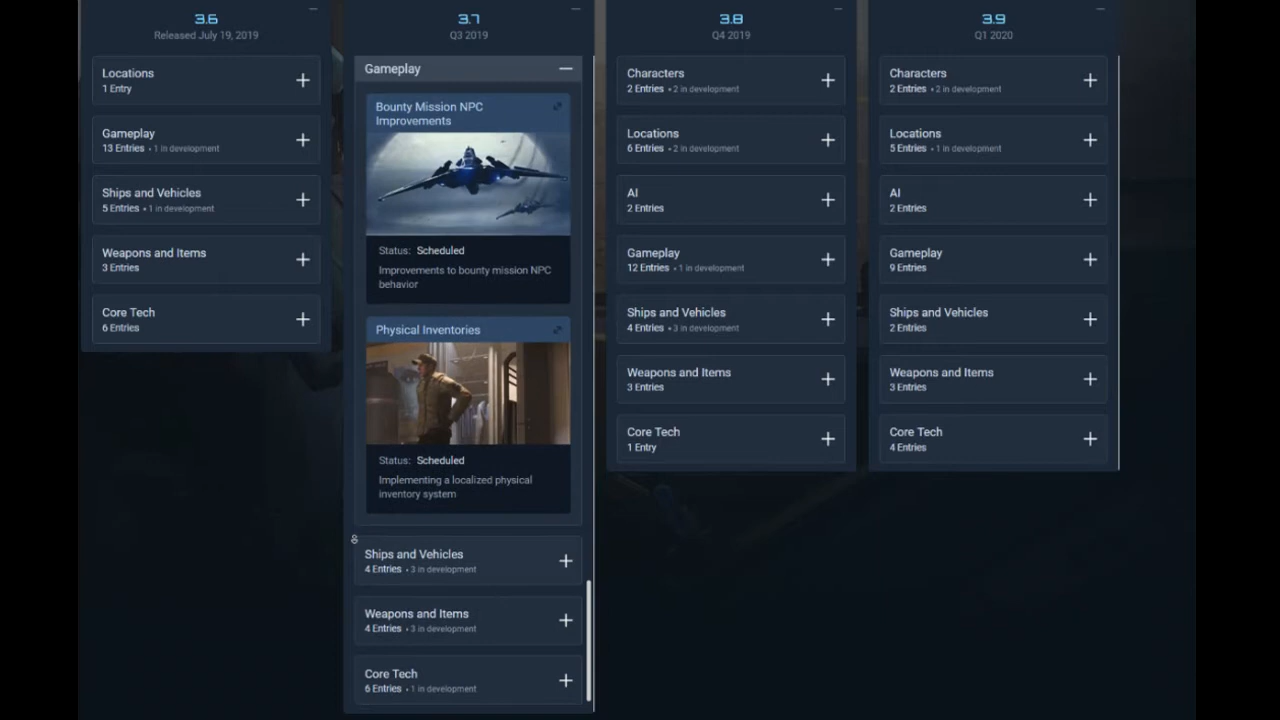 3.6
Released July 19, 2019
Locations
1 Entry
Gameplay
13 Entries • 1 in development
Ships and Vehicles
5 Entries • 1 in development
Weapons and Items
3 Entries
Core Tech
6 Entries
3.7
Q3 2019
Gameplay
Bounty Mission NPC
Improvements
Status: Scheduled
Improvements to bounty mission NPC
behavior
Physical Inventories
Status: Scheduled
Implementing a localized physical
inventory system
Ships and Vehicles
4 Entries • 3 in development
Weapons and Items
4 Entries • 3 in development
Core Tech
6 Entries • 1 in development
3.8
Q4 2019
Characters
2 Entries • 2 in development
Locations
6 Entries • 2 in development
AI
2 Entries
Gameplay
12 Entries • 1 in development
Ships and Vehicles
4 Entries • 3 in development
Weapons and Items
3 Entries
Core Tech
1 Entry
3.9
Q1 2020
Characters
2 Entries • 2 in development
Locations
5 Entries • 1 in development
AI
2 Entries
Gameplay
9 Entries
Ships and Vehicles
2 Entries
Weapons and Items
3 Entries
Core Tech
4 Entries